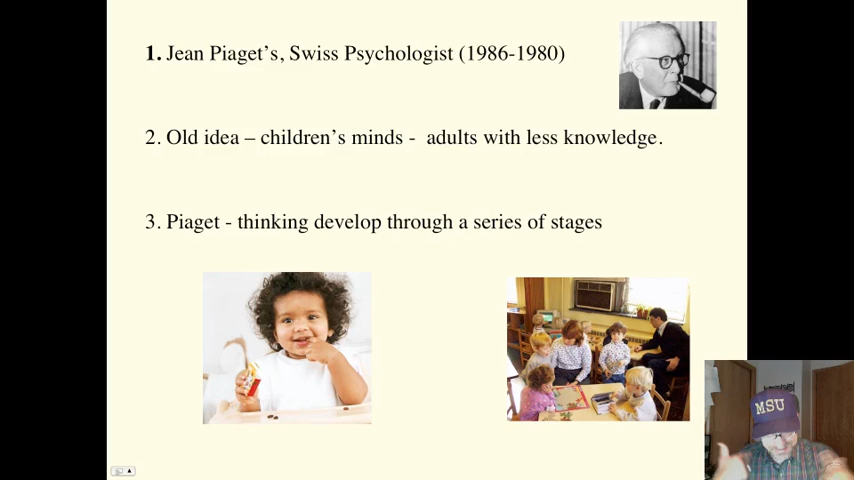 1. Jean Piaget’s, Swiss Psychologist (1986-1980)
2. Old idea – children’s minds - adults with less knowledge.
3. Piaget - thinking develop through a series of stages
MSU